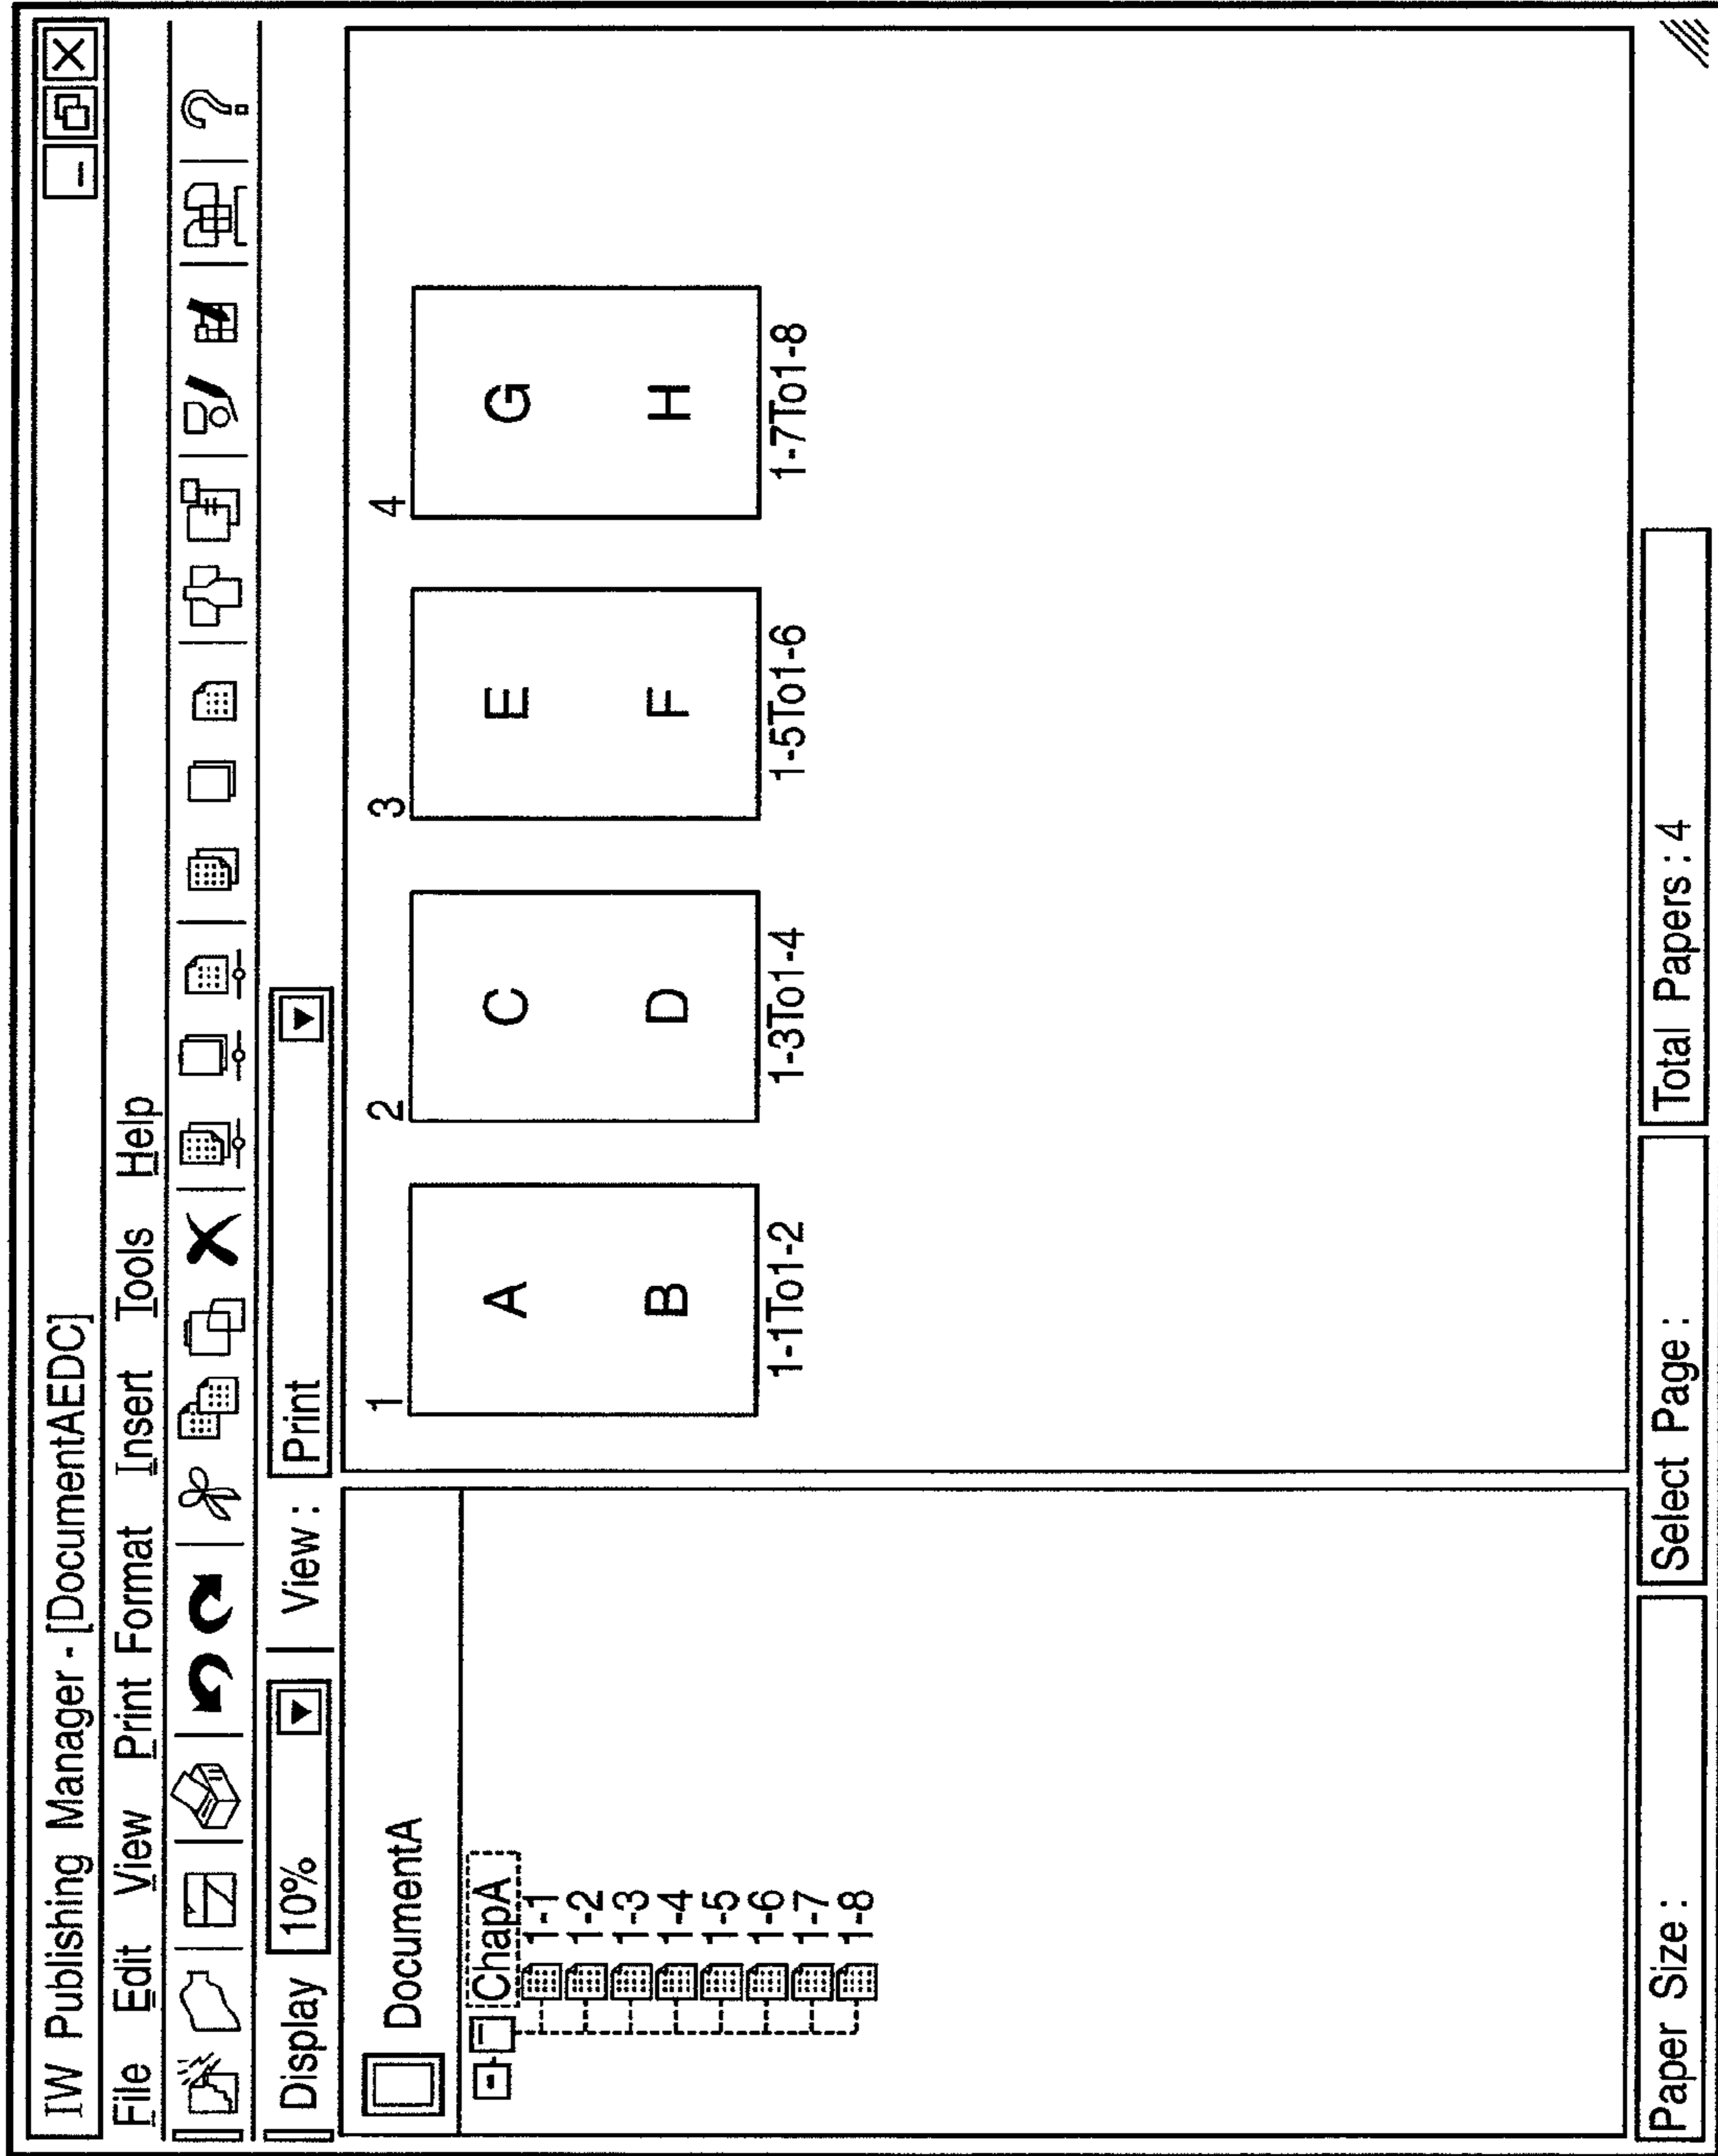 IW Publishing Manager - [DocumentAEDC]
File Edit View Print Format Insert Tools Help
?
Display 10% View : Print
DocumentA
ChapA
1-1
1-2
1-3
1-4
1-5
1-6
1-7
1-8
1 2 3 4
A C E G
B D F H
1-1To1-2 1-3To1-4 1-5To1-6 1-7To1-8
Paper Size : Select Page : Total Papers : 4